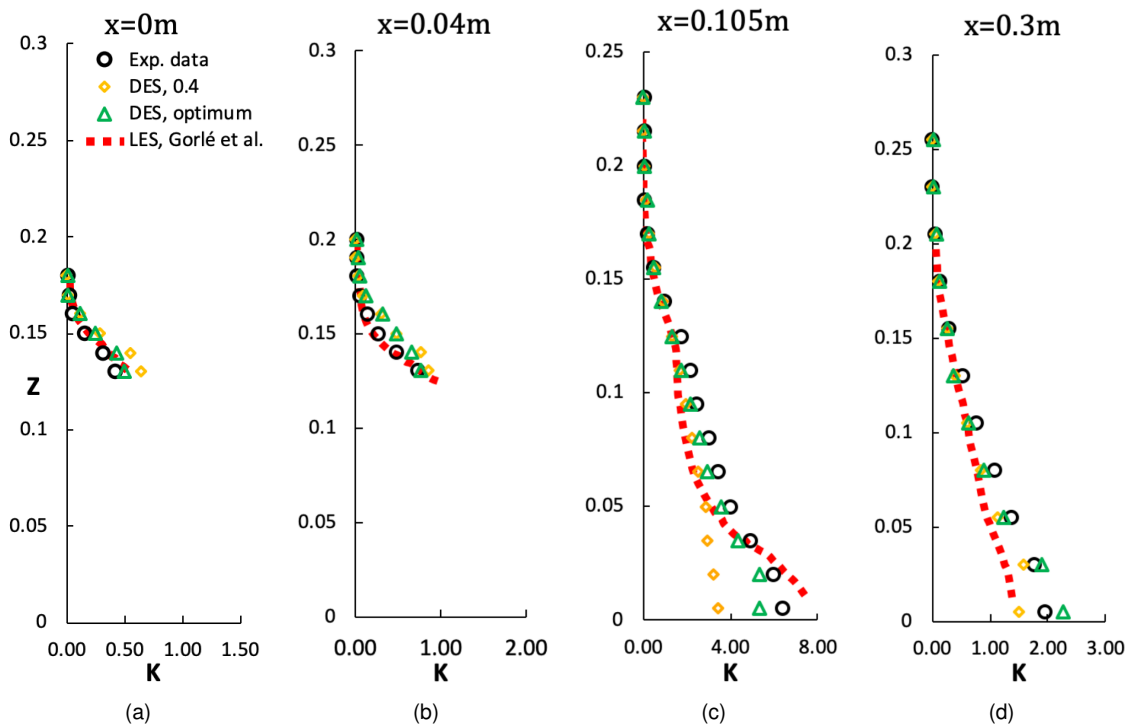 x=0m
x=0.04m
x=0.105m
x=0.3m
Exp. data
DES, 0.4
DES, optimum
LES, Gorlé et al.
0.3
0.25
0.2
0.15
Z
0.1
0.05
0
0.00 0.50 1.00 1.50
K
(a)
0.3
0.25
0.2
0.15
0.1
0.05
0
0.00 1.00 2.00
K
(b)
0.25
0.2
0.15
0.1
0.05
0
0.00 4.00 8.00
K
(c)
0.3
0.25
0.2
0.15
0.1
0.05
0
0.00 1.00 2.00 3.00
K
(d)